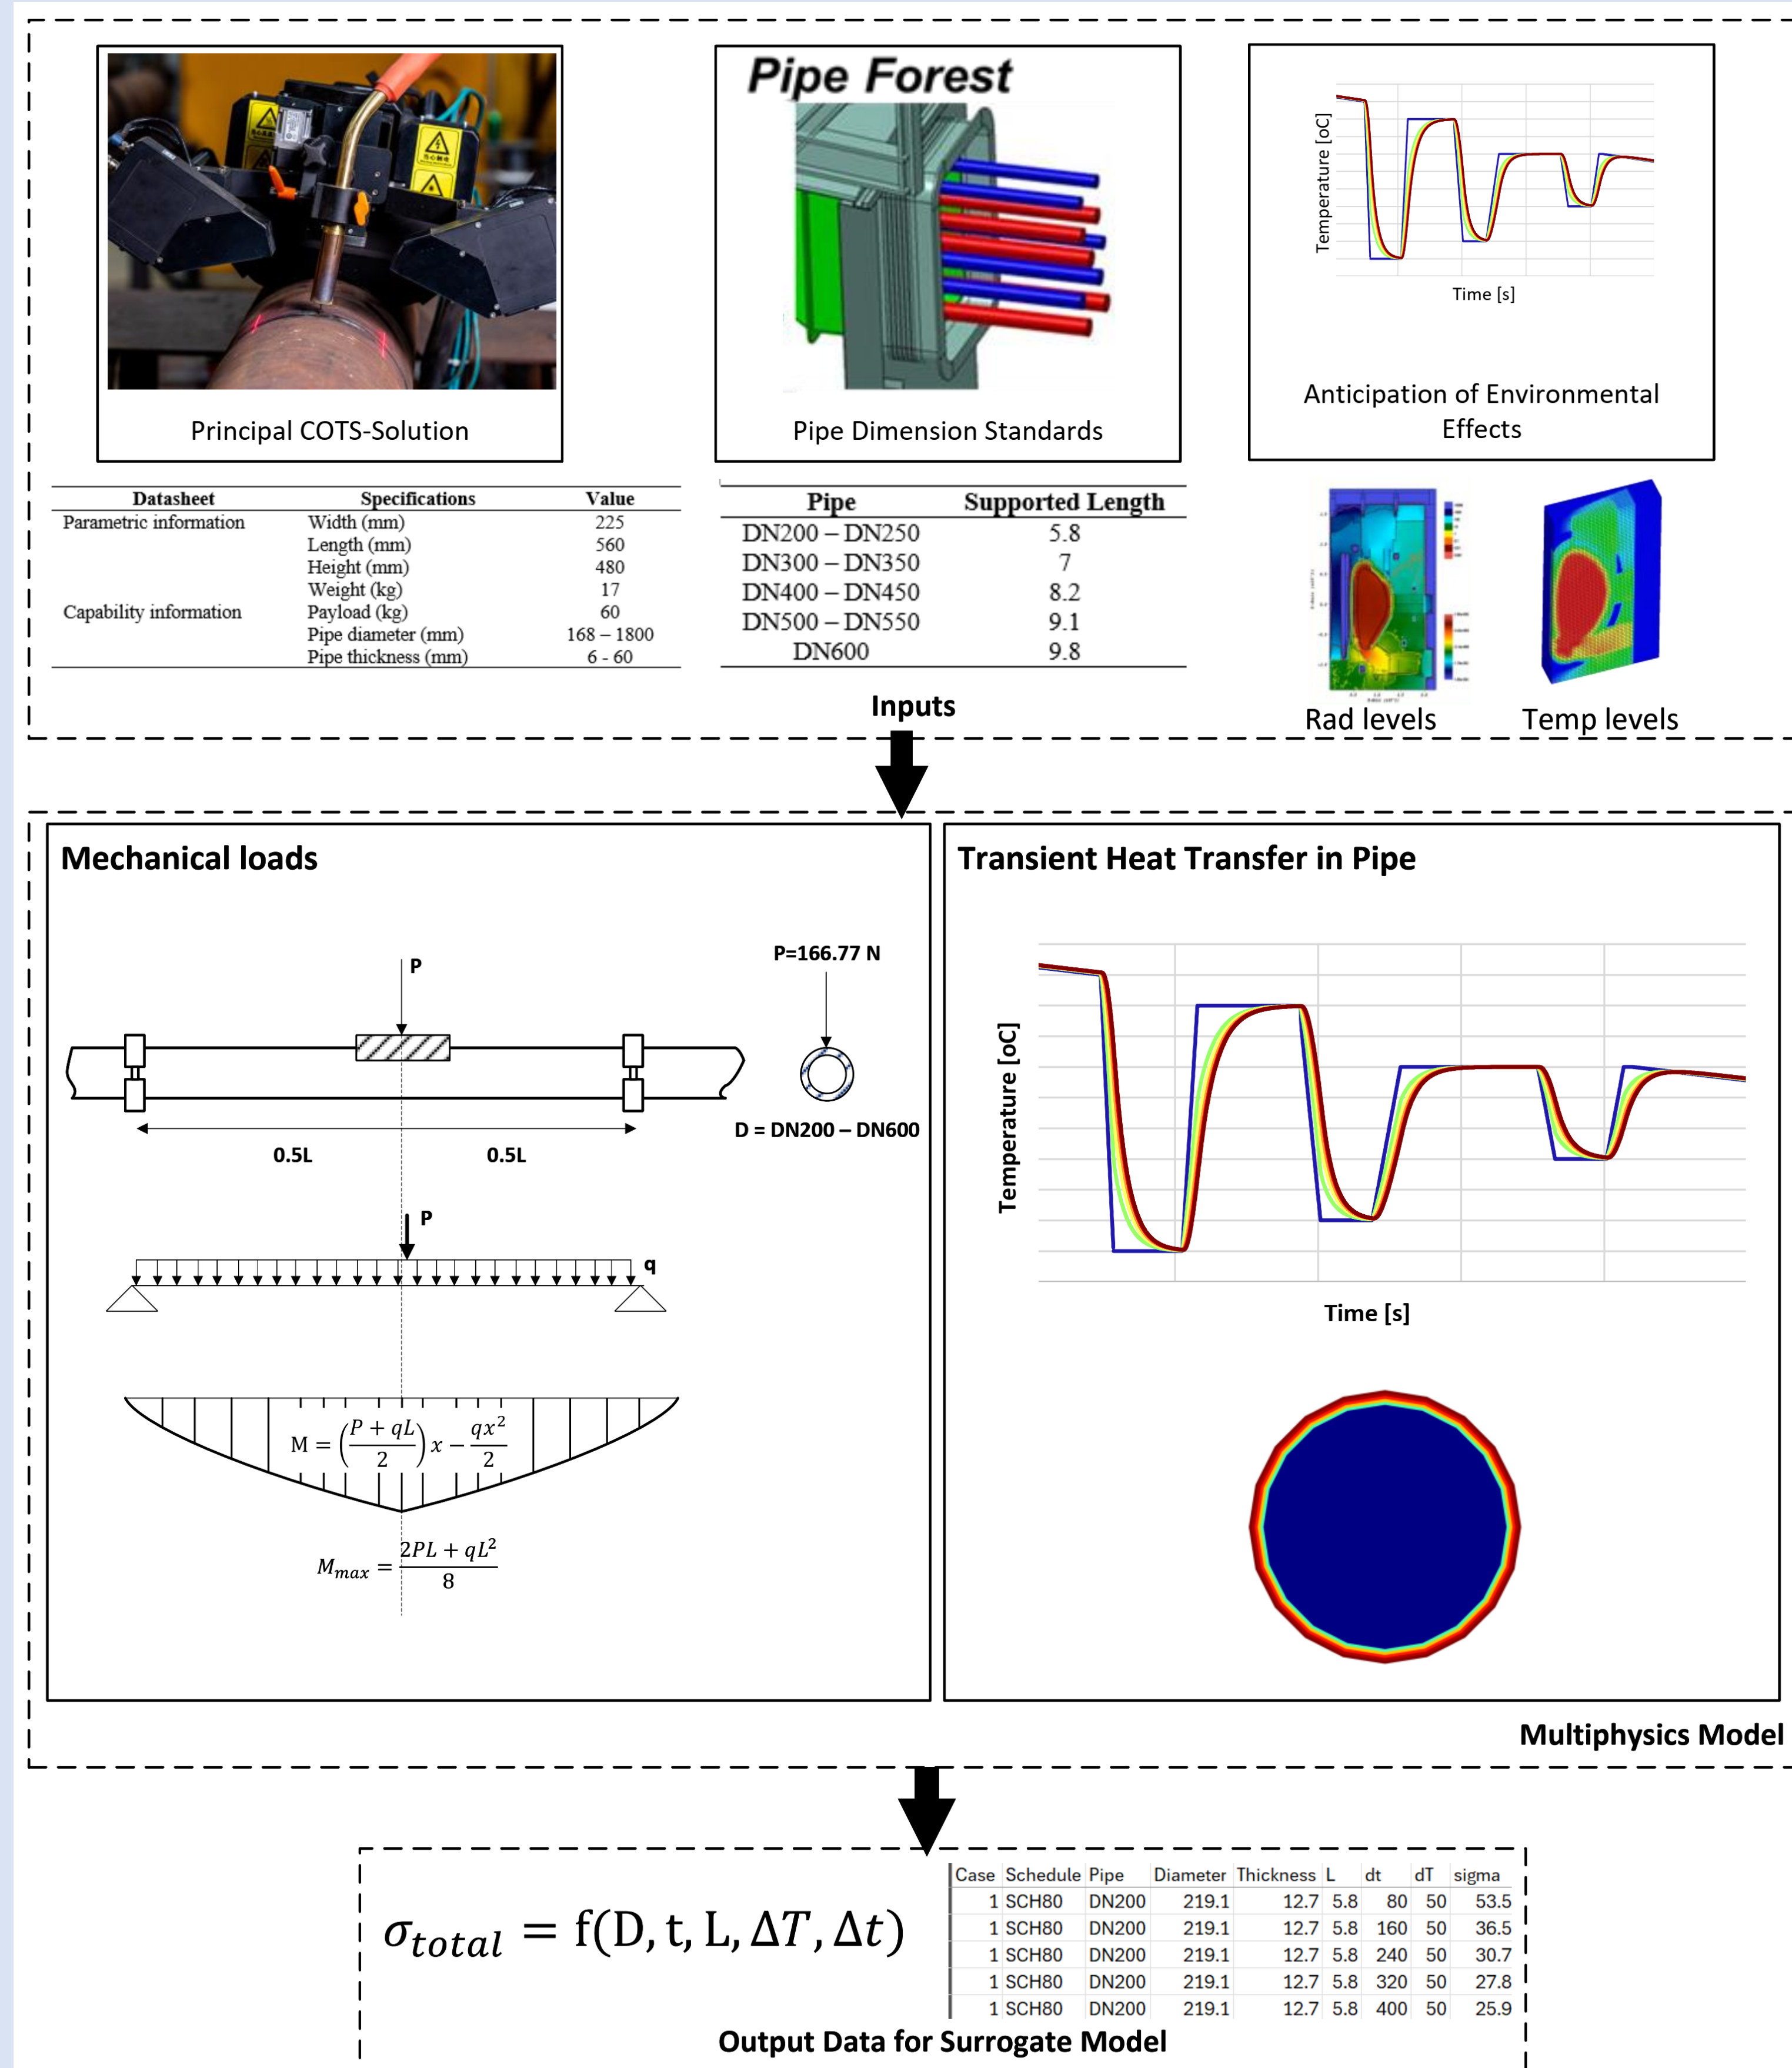 Principal COTS-Solution
Pipe Forest
Pipe Dimension Standards
Temperature [oC]
Time [s]
Anticipation of Environmental
Effects
Datasheet Specifications Value
Parametric information Width (mm) 225
Length (mm) 560
Height (mm) 480
Weight (kg) 17
Capability information Payload (kg) 60
Pipe diameter (mm) 168 – 1800
Pipe thickness (mm) 6 - 60
Pipe Supported Length
DN200 – DN250 5.8
DN300 – DN350 7
DN400 – DN450 8.2
DN500 – DN550 9.1
DN600 9.8
Rad levels
Temp levels
Inputs
Mechanical loads
P
P=166.77 N
D = DN200 – DN600
0.5L 0.5L
P
q
M = ((P + qL)/2) x − qx²/2
M_max = (2PL + qL²)/8
Transient Heat Transfer in Pipe
Temperature [oC]
Time [s]
Multiphysics Model
σ_total = f(D, t, L, ΔT, Δt)
Case Schedule Pipe Diameter Thickness L dt dT sigma
1 SCH80 DN200 219.1 12.7 5.8 80 50 53.5
1 SCH80 DN200 219.1 12.7 5.8 160 50 36.5
1 SCH80 DN200 219.1 12.7 5.8 240 50 30.7
1 SCH80 DN200 219.1 12.7 5.8 320 50 27.8
1 SCH80 DN200 219.1 12.7 5.8 400 50 25.9
Output Data for Surrogate Model